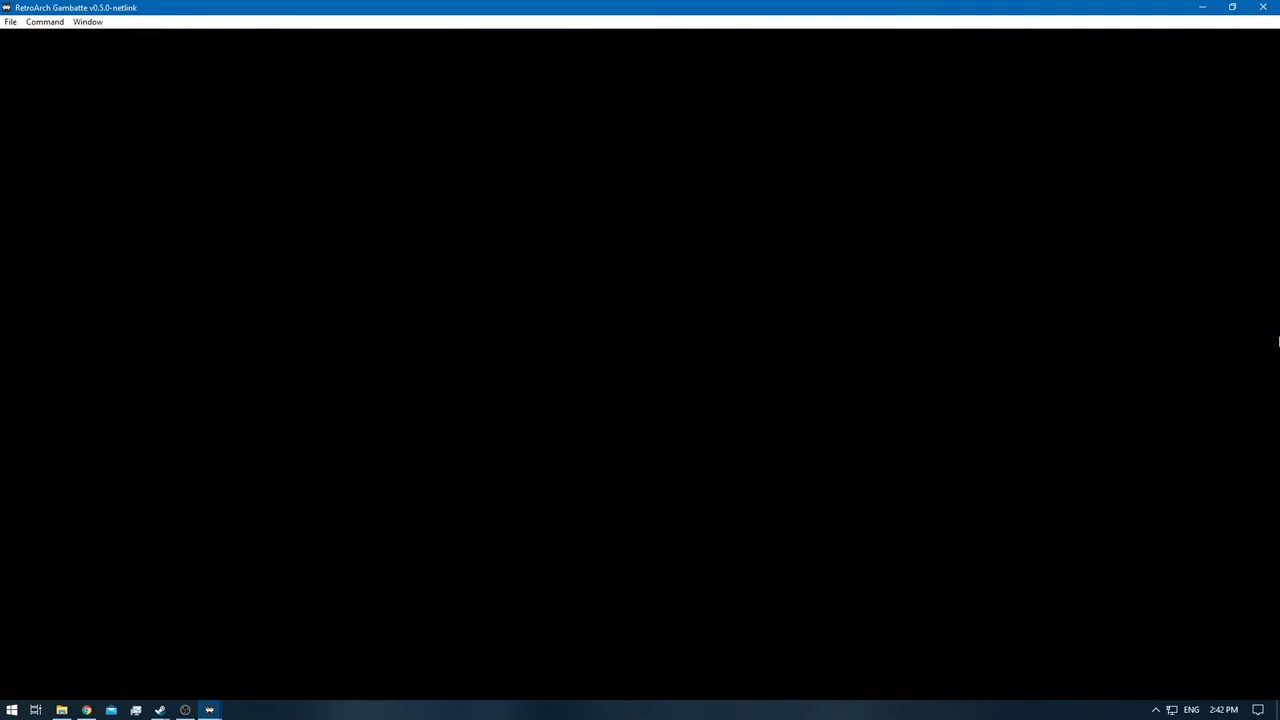 RetroArch Gambatte v0.5.0-netlink
File Command Window
ENG 2:42 PM